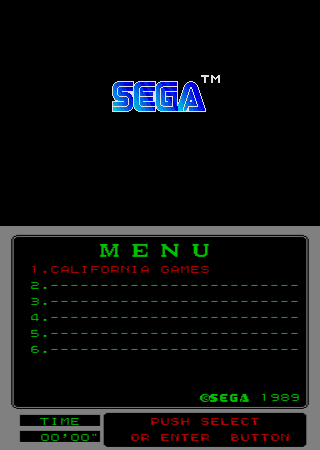 SEGA™
MENU
1.CALIFORNIA GAMES
2.--------------------------
3.--------------------------
4.--------------------------
5.--------------------------
6.--------------------------
©SEGA 1989
TIME
00'00"
PUSH SELECT
OR ENTER BUTTON